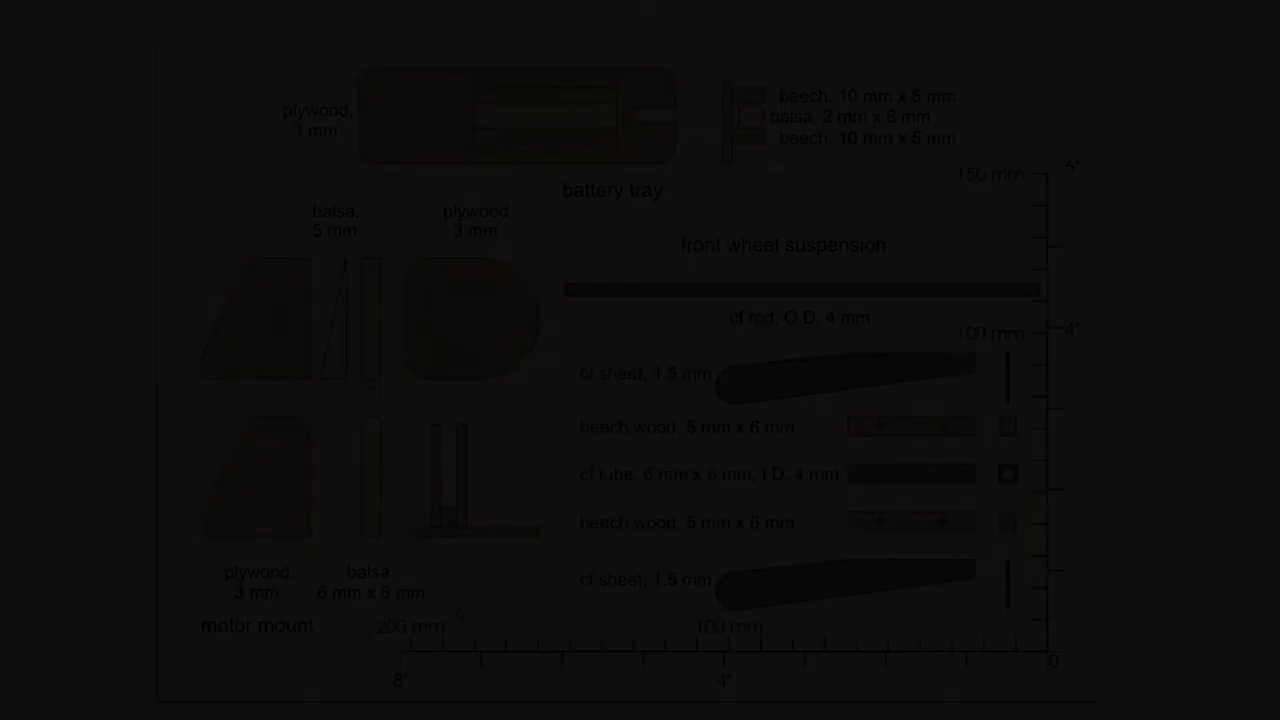 plywood,
3 mm
beech, 10 mm x 5 mm
balsa, 2 mm x 8 mm
beech, 10 mm x 5 mm
battery tray
150 mm
balsa,
5 mm
plywood,
3 mm
front wheel suspension
cf rod, O.D. 4 mm
100 mm
4"
cf sheet, 1.5 mm
beech wood, 5 mm x 6 mm
cf tube, 6 mm x 6 mm, I.D. 4 mm
beech wood, 5 mm x 6 mm
cf sheet, 1.5 mm
plywood,
3 mm
balsa,
6 mm x 6 mm
motor mount
200 mm
100 mm
8"
4"
0